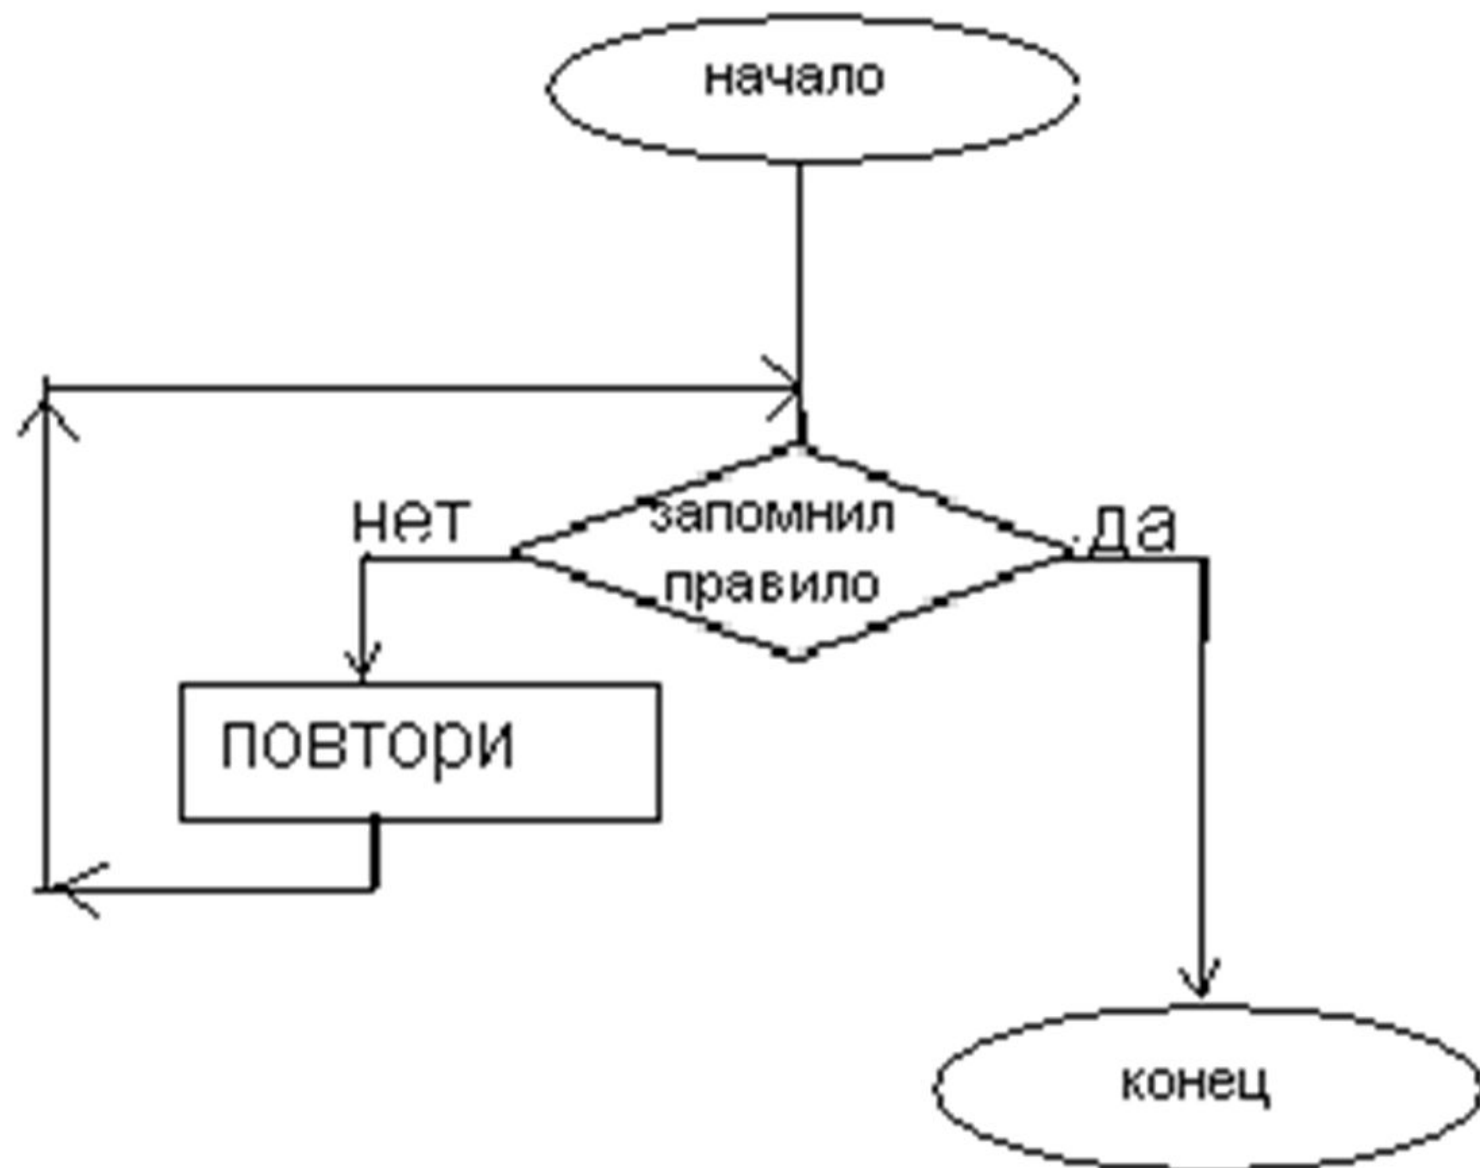 начало
нет
запомнил
правило
да
повтори
конец